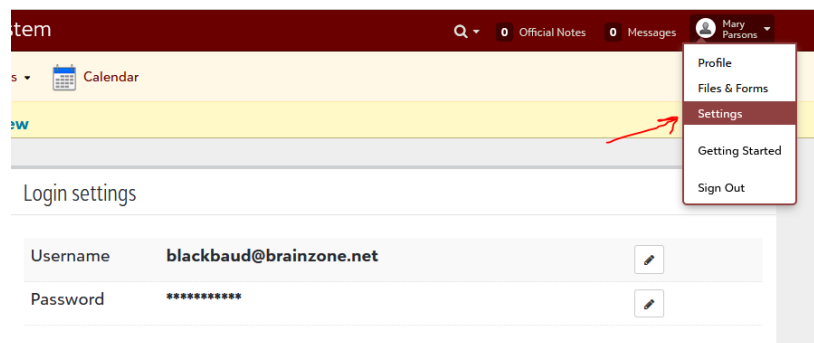 stem
0 Official Notes 0 Messages Mary Parsons
s Calendar
ew
Profile
Files & Forms
Settings
Getting Started
Sign Out
Login settings
Username blackbaud@brainzone.net
Password ***********